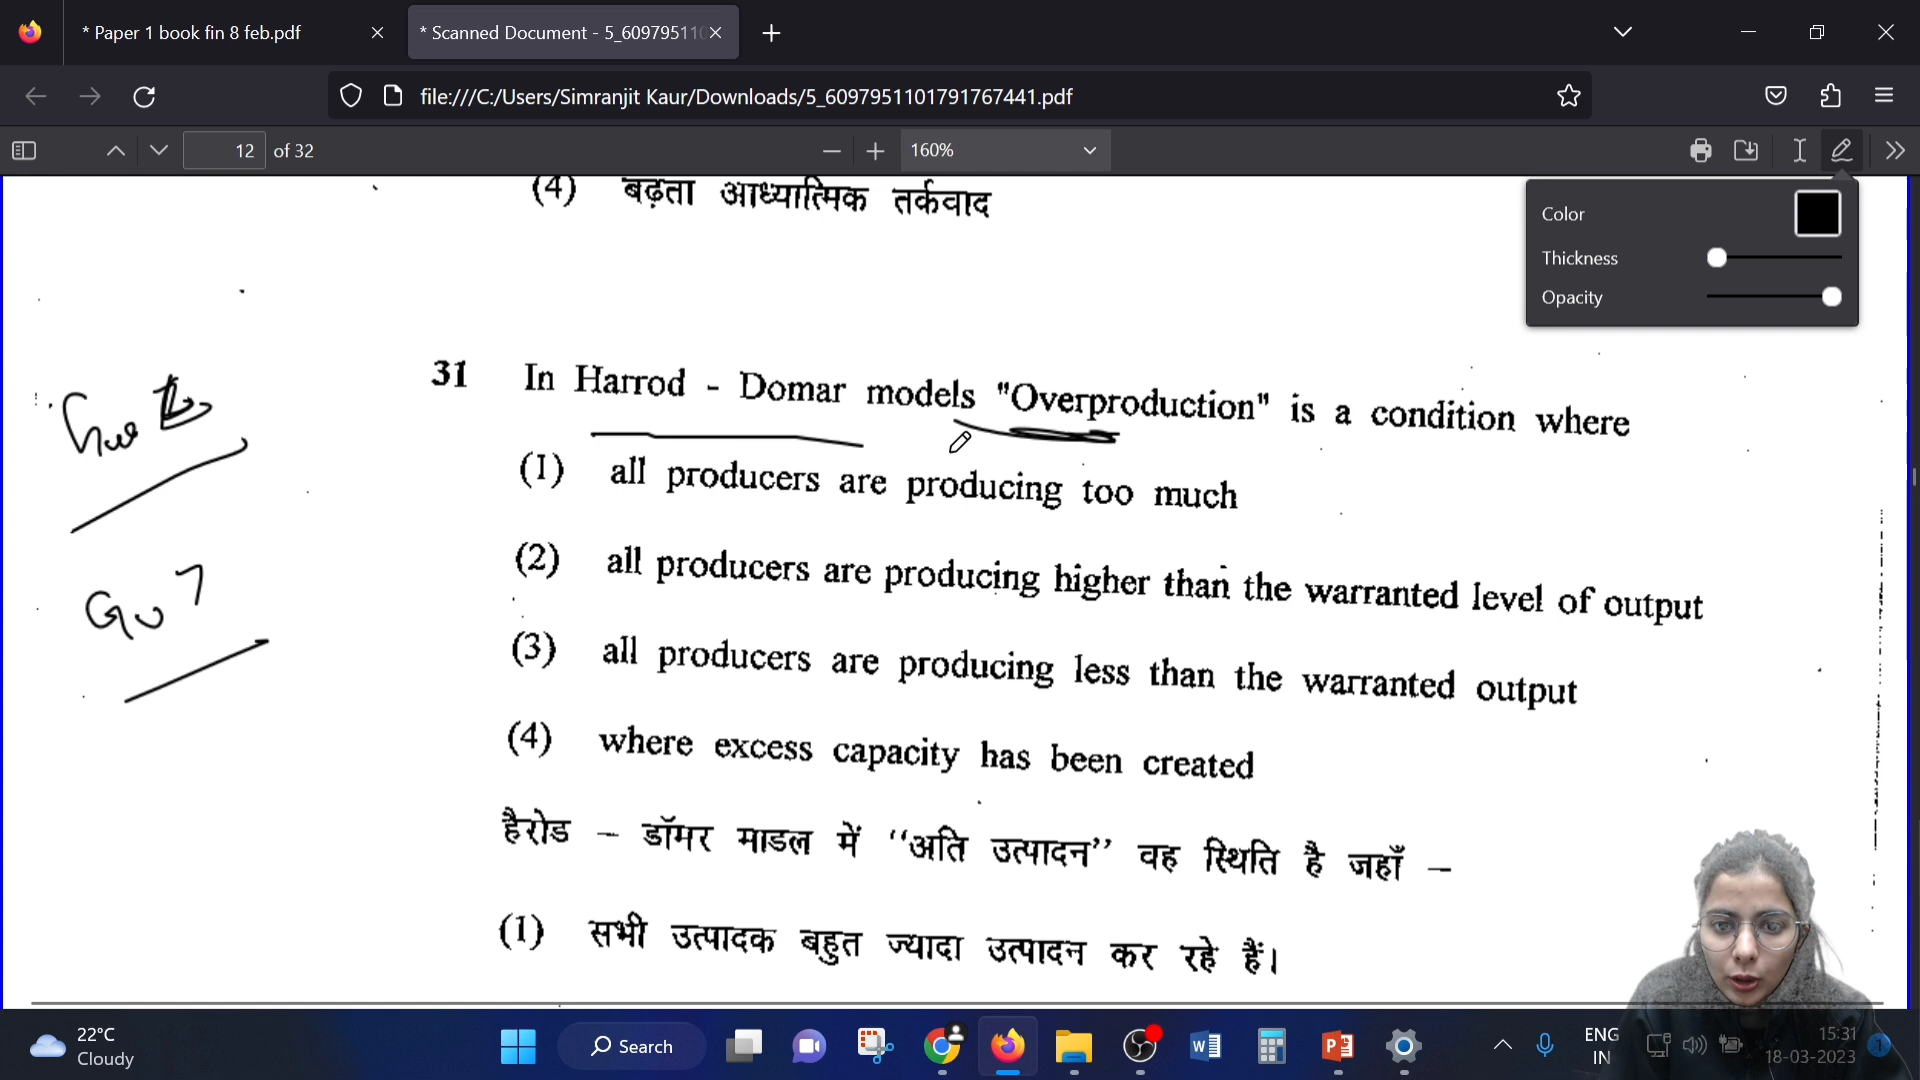 * Paper 1 book fin 8 feb.pdf
* Scanned Document - 5_60979511
file:///C:/Users/Simranjit Kaur/Downloads/5_6097951101791767441.pdf
12 of 32
160%
Color
Thickness
Opacity
(4) बढ़ता आध्यात्मिक तर्कवाद
31 In Harrod - Domar models "Overproduction" is a condition where
(1) all producers are producing too much
(2) all producers are producing higher than the warranted level of output
(3) all producers are producing less than the warranted output
(4) where excess capacity has been created
हैरोड – डॉमर माडल में ‘‘अति उत्पादन’’ वह स्थिति है जहाँ –
(1) सभी उत्पादक बहुत ज्यादा उत्पादन कर रहे हैं।
22°C
Cloudy
Search
ENG
IN
15:31
18-03-2023
1